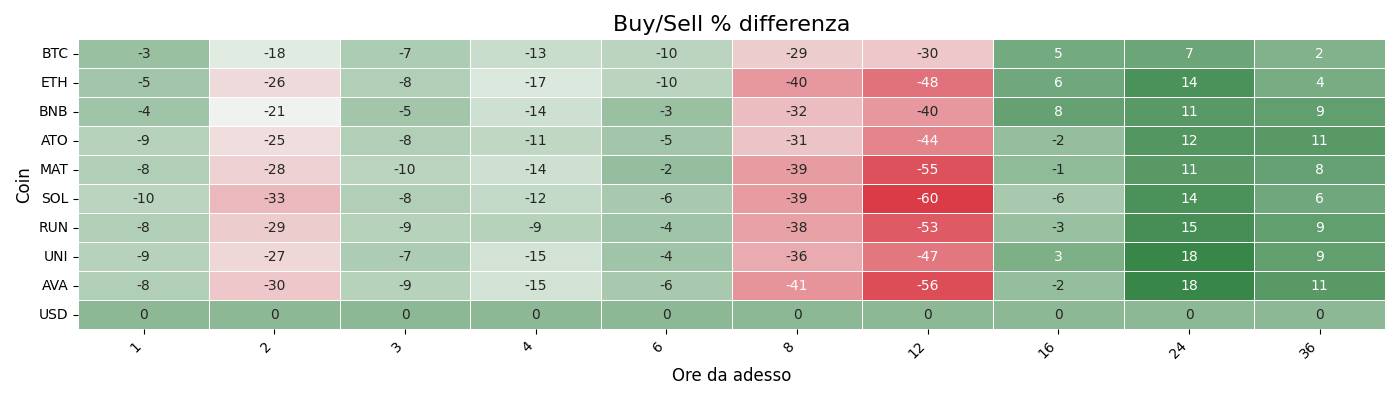 Buy/Sell % differenza
Coin
BTC -3 -18 -7 -13 -10 -29 -30 5 7 2
ETH -5 -26 -8 -17 -10 -40 -48 6 14 4
BNB -4 -21 -5 -14 -3 -32 -40 8 11 9
ATO -9 -25 -8 -11 -5 -31 -44 -2 12 11
MAT -8 -28 -10 -14 -2 -39 -55 -1 11 8
SOL -10 -33 -8 -12 -6 -39 -60 -6 14 6
RUN -8 -29 -9 -9 -4 -38 -53 -3 15 9
UNI -9 -27 -7 -15 -4 -36 -47 3 18 9
AVA -8 -30 -9 -15 -6 -41 -56 -2 18 11
USD 0 0 0 0 0 0 0 0 0 0
1 2 3 4 6 8 12 16 24 36
Ore da adesso